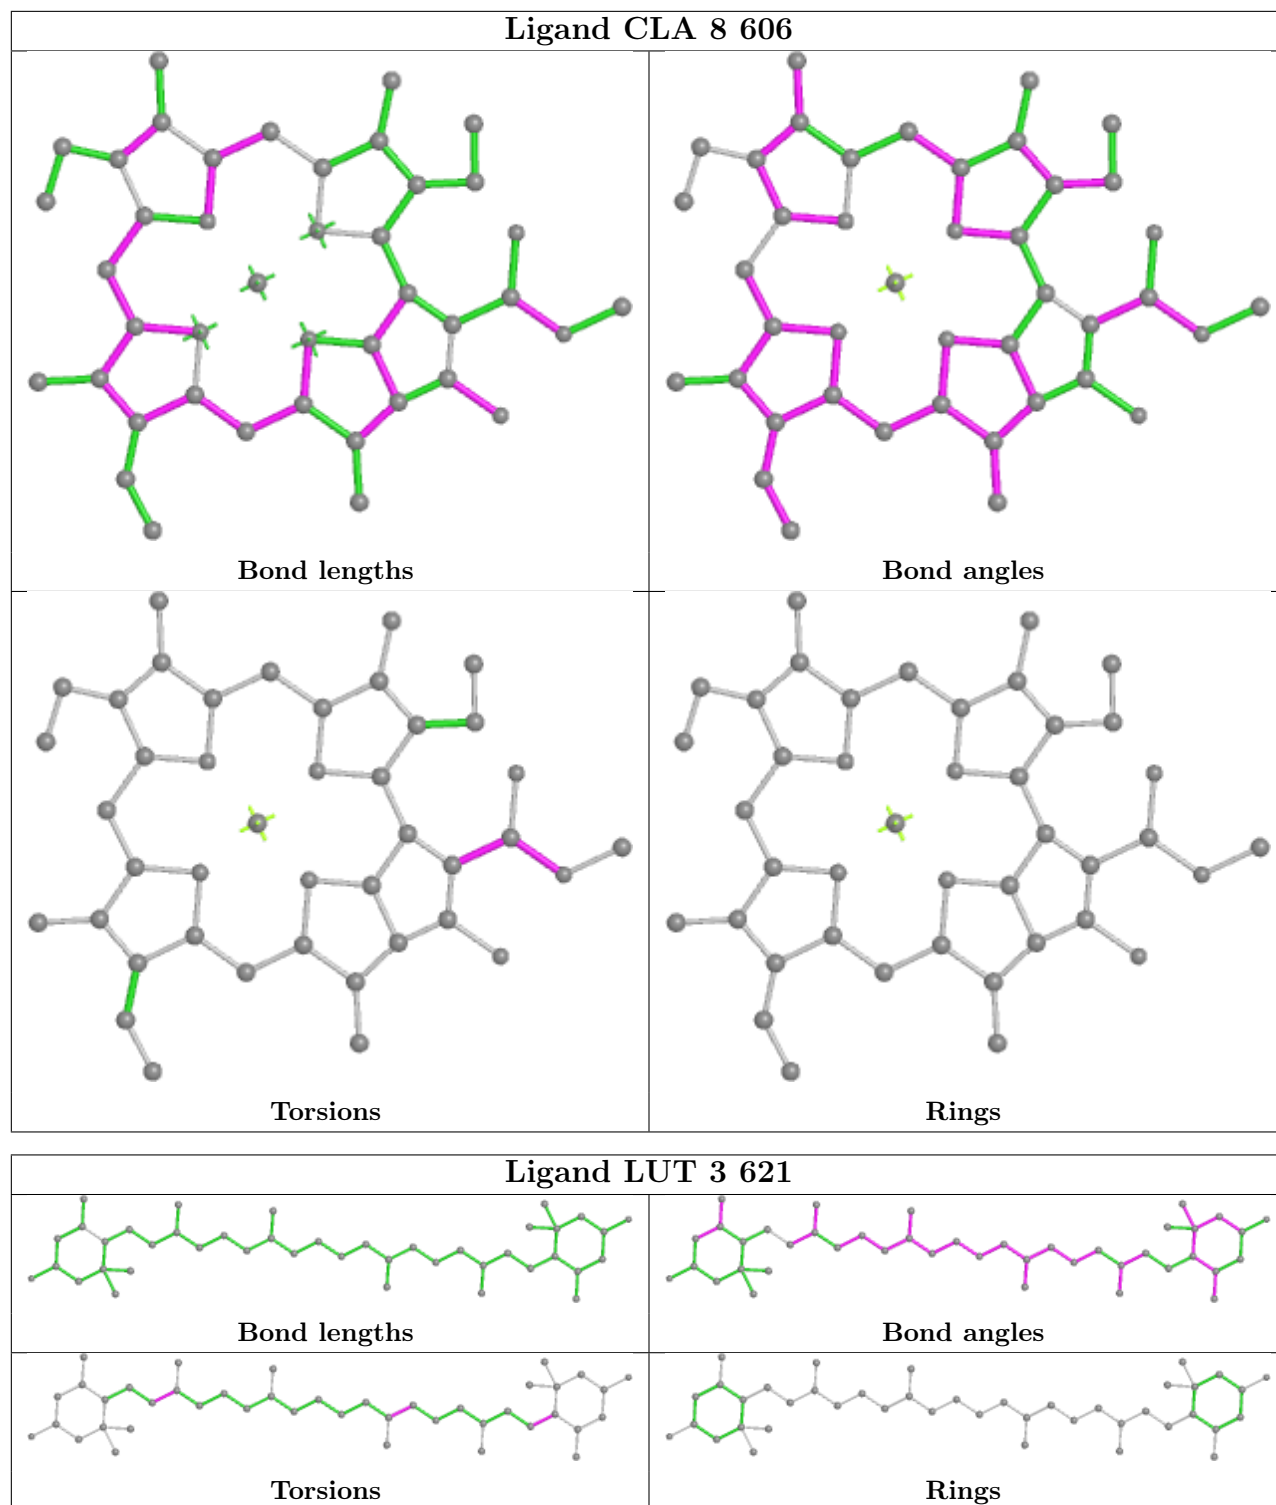 Ligand CLA 8 606
Bond lengths
Bond angles
Torsions
Rings
Ligand LUT 3 621
Bond lengths
Bond angles
Torsions
Rings